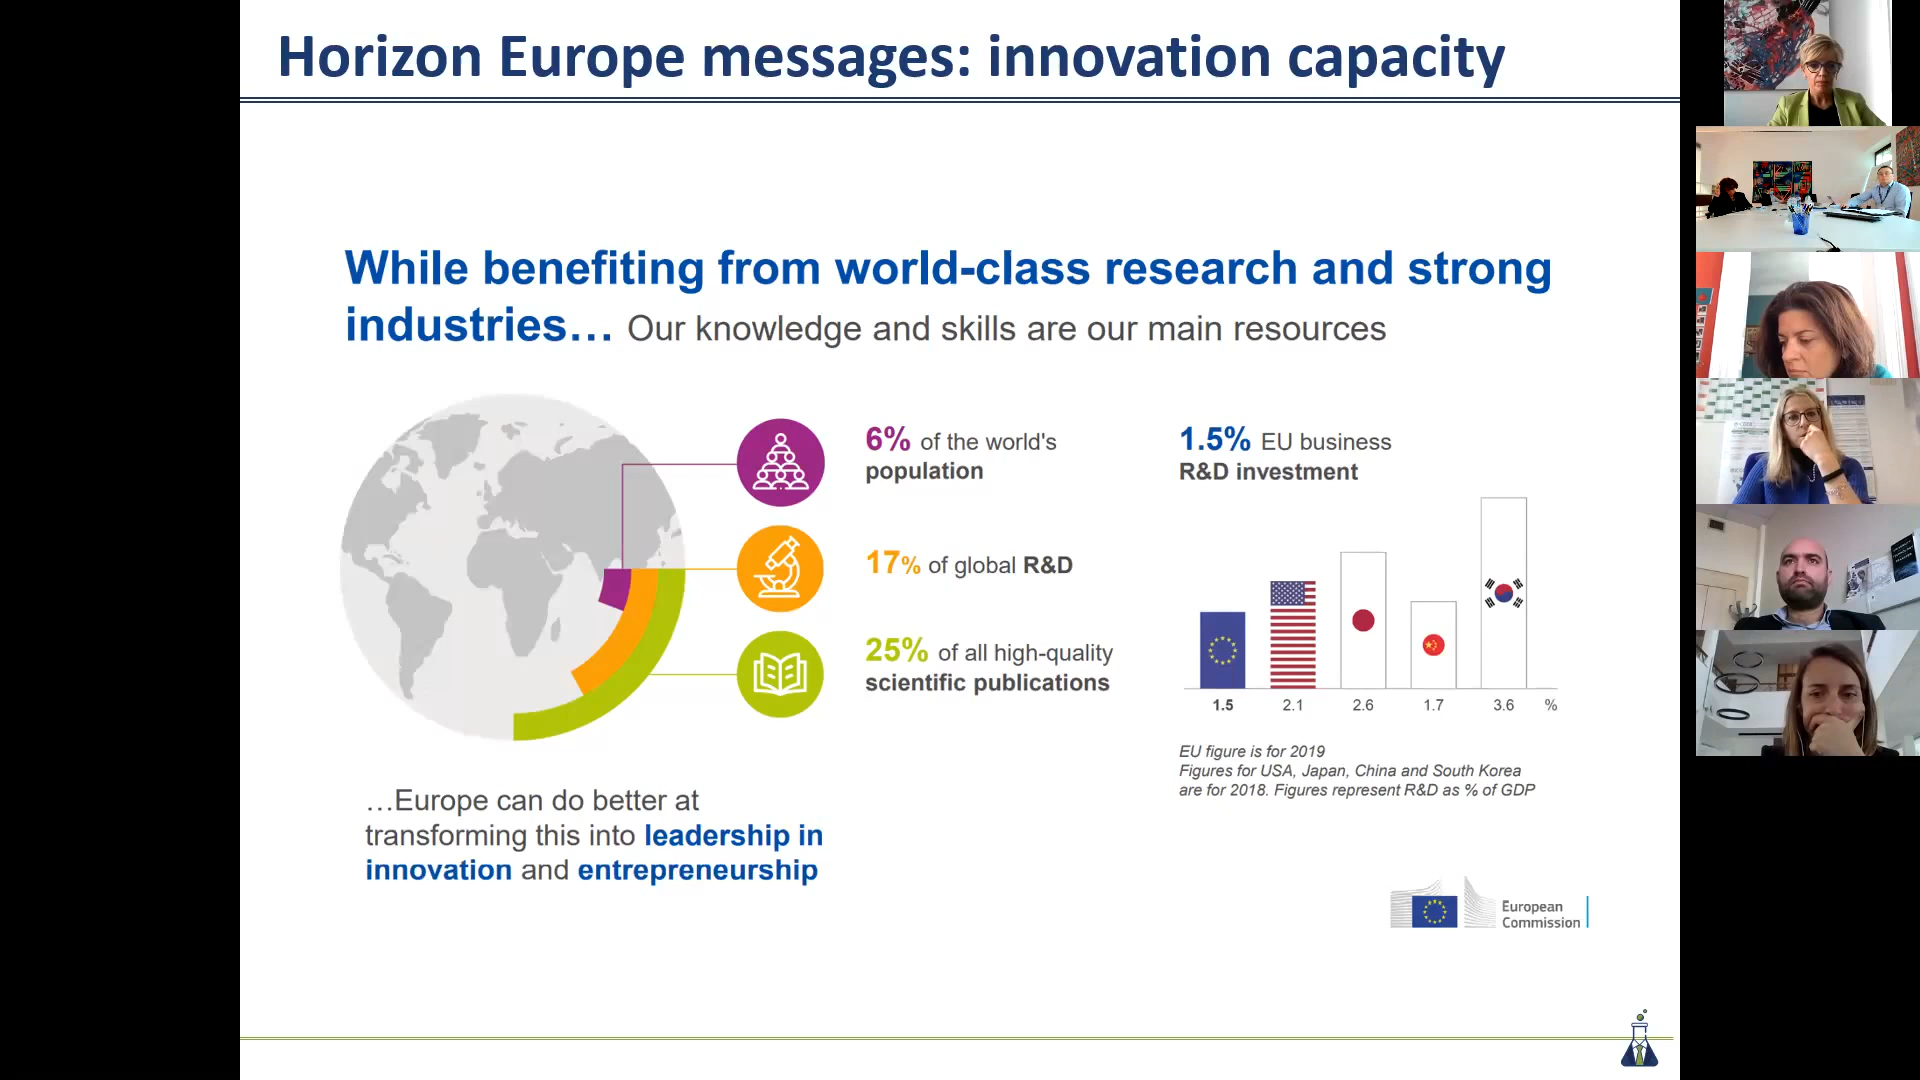 Horizon Europe messages: innovation capacity
While benefiting from world-class research and strong
industries… Our knowledge and skills are our main resources
6% of the world's
population
17% of global R&D
25% of all high-quality
scientific publications
…Europe can do better at
transforming this into leadership in
innovation and entrepreneurship
1.5% EU business
R&D investment
1.5 2.1 2.6 1.7 3.6 %
EU figure is for 2019
Figures for USA, Japan, China and South Korea
are for 2018. Figures represent R&D as % of GDP
European
Commission